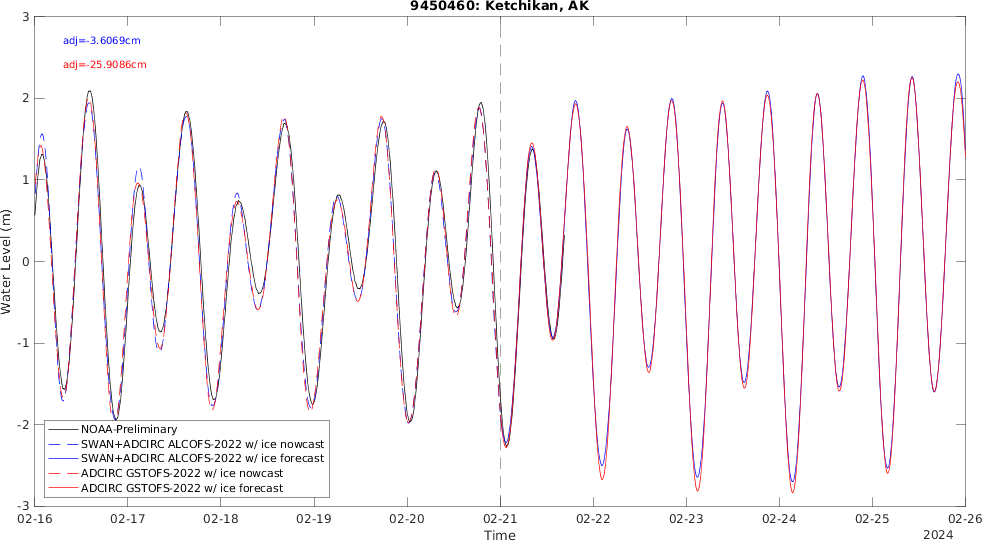 9450460: Ketchikan, AK
adj=-3.6069cm
adj=-25.9086cm
3
2
1
0
-1
-2
-3
Water Level (m)
NOAA-Preliminary
SWAN+ADCIRC ALCOFS-2022 w/ ice nowcast
SWAN+ADCIRC ALCOFS-2022 w/ ice forecast
ADCIRC GSTOFS-2022 w/ ice nowcast
ADCIRC GSTOFS-2022 w/ ice forecast
02-16 02-17 02-18 02-19 02-20 02-21 02-22 02-23 02-24 02-25 02-26
Time
2024